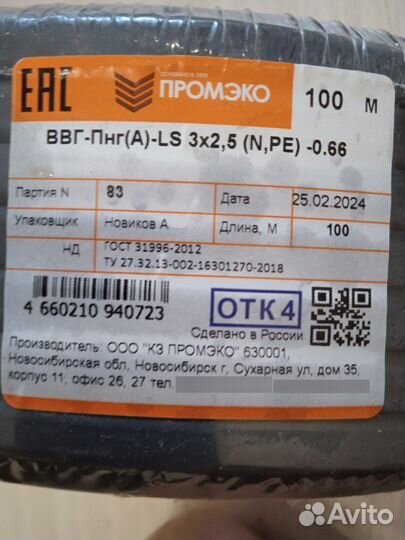 EAC
ОСНОВАНО В 1999
ПРОМЭКО
100 М
ВВГ-Пнг(А)-LS 3х2,5 (N,PE) -0.66
Партия N 83 Дата 25.02.2024
Упаковщик Новиков А Длина, М 100
НД ГОСТ 31996-2012
ТУ 27.32.13-002-16301270-2018
4 660210 940723
ОТК 4
Сделано в России
Производитель: ООО "КЗ ПРОМЭКО" 630001,
Новосибирская обл, Новосибирск г, Сухарная ул, дом 35,
корпус 11, офис 26, 27 тел.
Avito